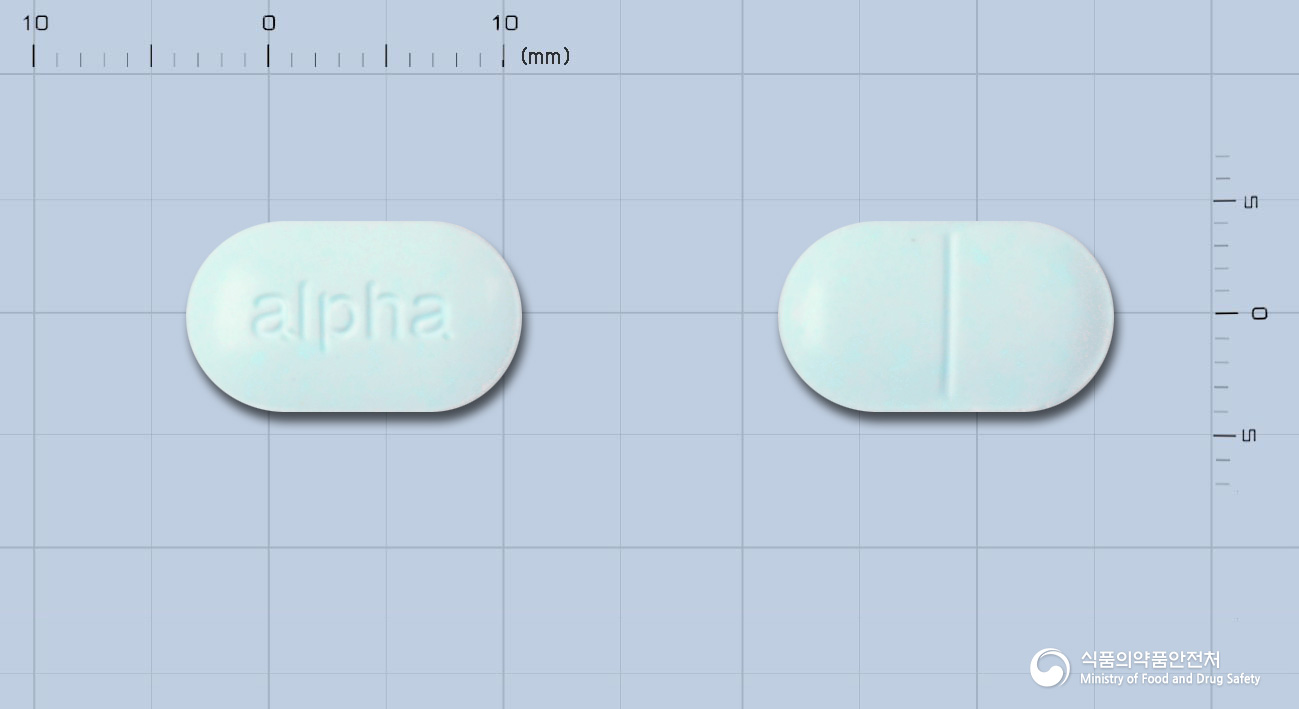 10 0 10
(mm)
alpha
5
0
5
식품의약품안전처
Ministry of Food and Drug Safety